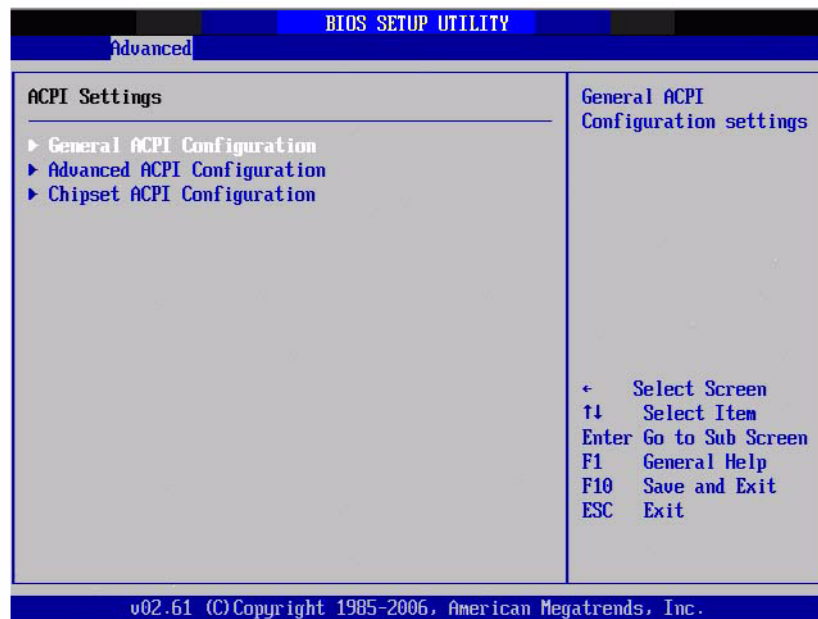 BIOS SETUP UTILITY
Advanced
ACPI Settings
▶ General ACPI Configuration
▶ Advanced ACPI Configuration
▶ Chipset ACPI Configuration
General ACPI
Configuration settings
← Select Screen
↑↓ Select Item
Enter Go to Sub Screen
F1 General Help
F10 Save and Exit
ESC Exit
v02.61 (C)Copyright 1985-2006, American Megatrends, Inc.